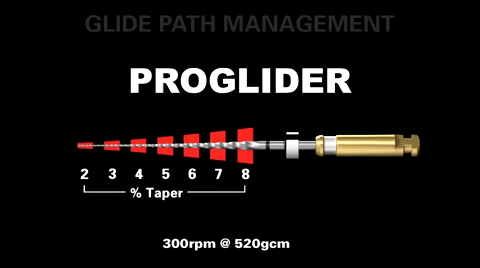 GLIDE PATH MANAGEMENT
PROGLIDER
2 3 4 5 6 7 8
% Taper
300rpm @ 520gcm